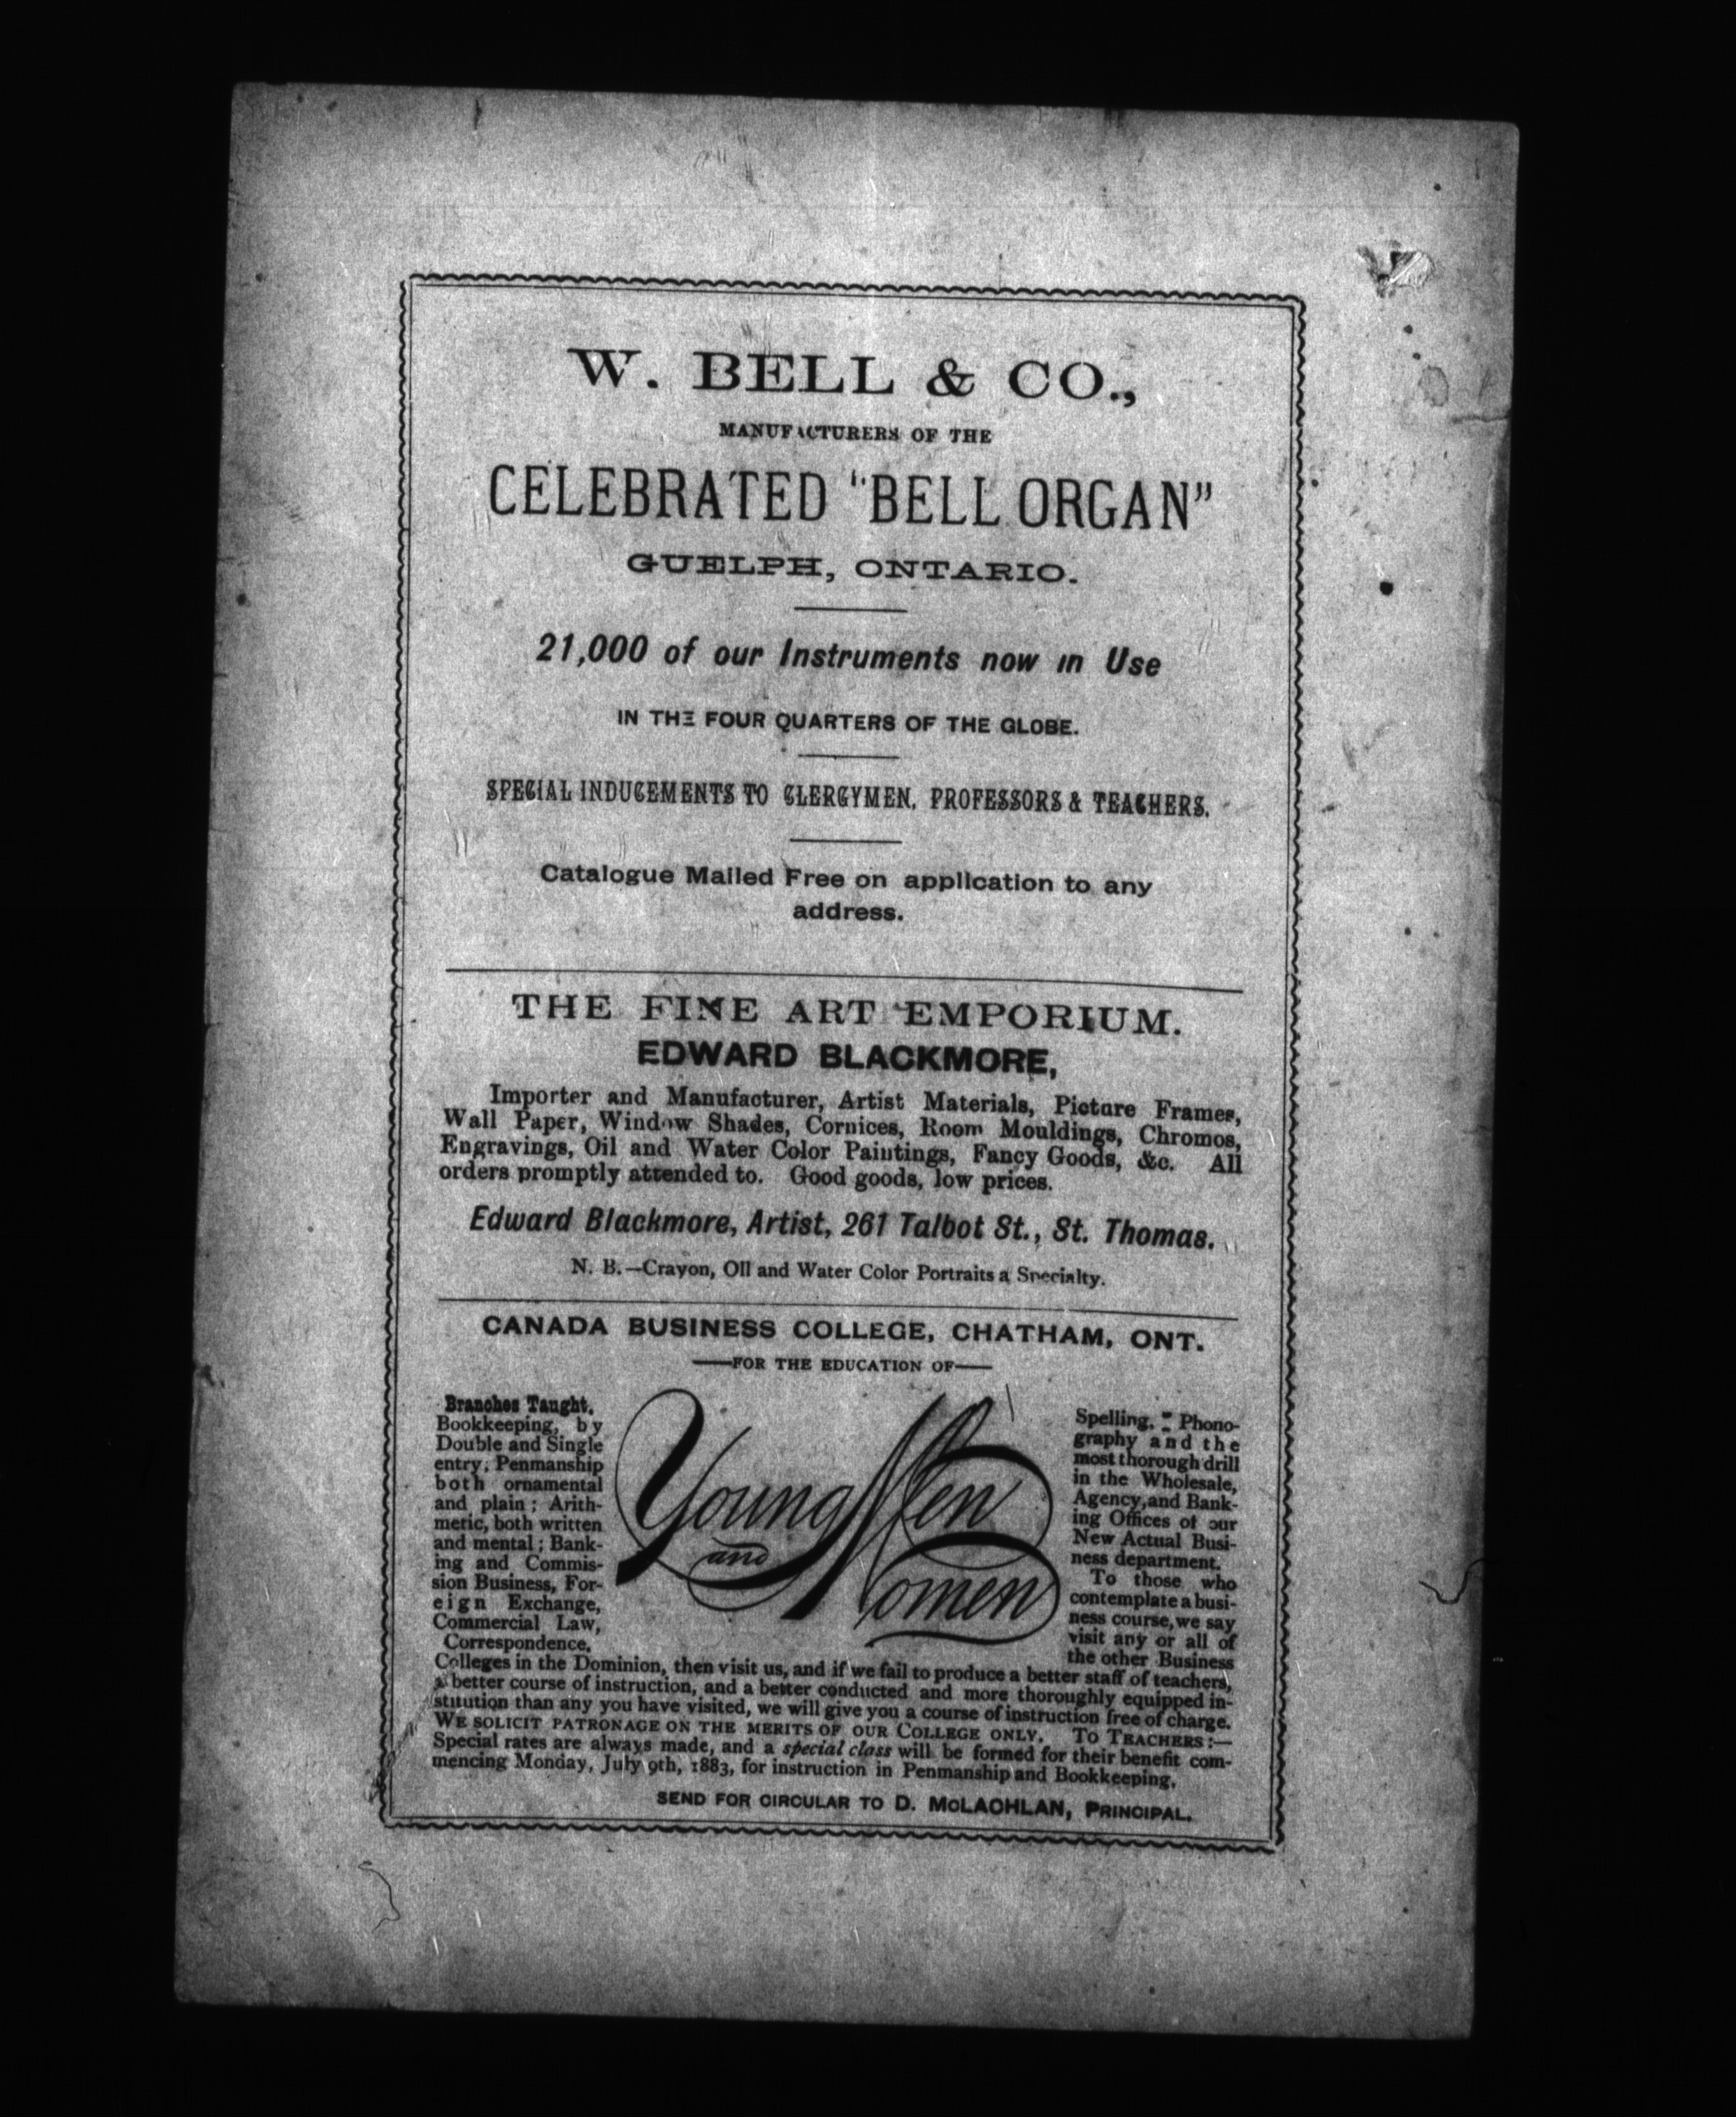 W. BELL & CO.,
MANUFACTURERS OF THE
CELEBRATED "BELL ORGAN"
GUELPH, ONTARIO.
21,000 of our Instruments now in Use
IN THE FOUR QUARTERS OF THE GLOBE.
SPECIAL INDUCEMENTS TO CLERGYMEN, PROFESSORS & TEACHERS.
Catalogue Mailed Free on application to any
address.
THE FINE ART EMPORIUM.
EDWARD BLACKMORE,
Importer and Manufacturer, Artist Materials, Picture Frames,
Wall Paper, Window Shades, Cornices, Room Mouldings, Chromos,
Engravings, Oil and Water Color Paintings, Fancy Goods, &c. All
orders promptly attended to. Good goods, low prices.
Edward Blackmore, Artist, 261 Talbot St., St. Thomas.
N. B.—Crayon, Oil and Water Color Portraits a Specialty.
CANADA BUSINESS COLLEGE, CHATHAM, ONT.
—FOR THE EDUCATION OF—
Branches Taught.
Bookkeeping, by
Double and Single
entry; Penmanship
both ornamental
and plain; Arith-
metic, both written
and mental; Bank-
ing and Commis-
sion Business, For-
eign Exchange,
Commercial Law,
Correspondence,
Young Men
and
Women
Spelling, Phono-
graphy and the
most thorough drill
in the Wholesale,
Agency, and Bank-
ing Offices of our
New Actual Busi-
ness department.
To those who
contemplate a busi-
ness course, we say
visit any or all of
the other Business
Colleges in the Dominion, then visit us, and if we fail to produce a better staff of teachers,
a better course of instruction, and a better conducted and more thoroughly equipped in-
stitution than any you have visited, we will give you a course of instruction free of charge.
WE SOLICIT PATRONAGE ON THE MERITS OF OUR COLLEGE ONLY. TO TEACHERS:—
Special rates are always made, and a special class will be formed for their benefit com-
mencing Monday, July 9th, 1883, for instruction in Penmanship and Bookkeeping.
SEND FOR CIRCULAR TO D. McLACHLAN, PRINCIPAL.